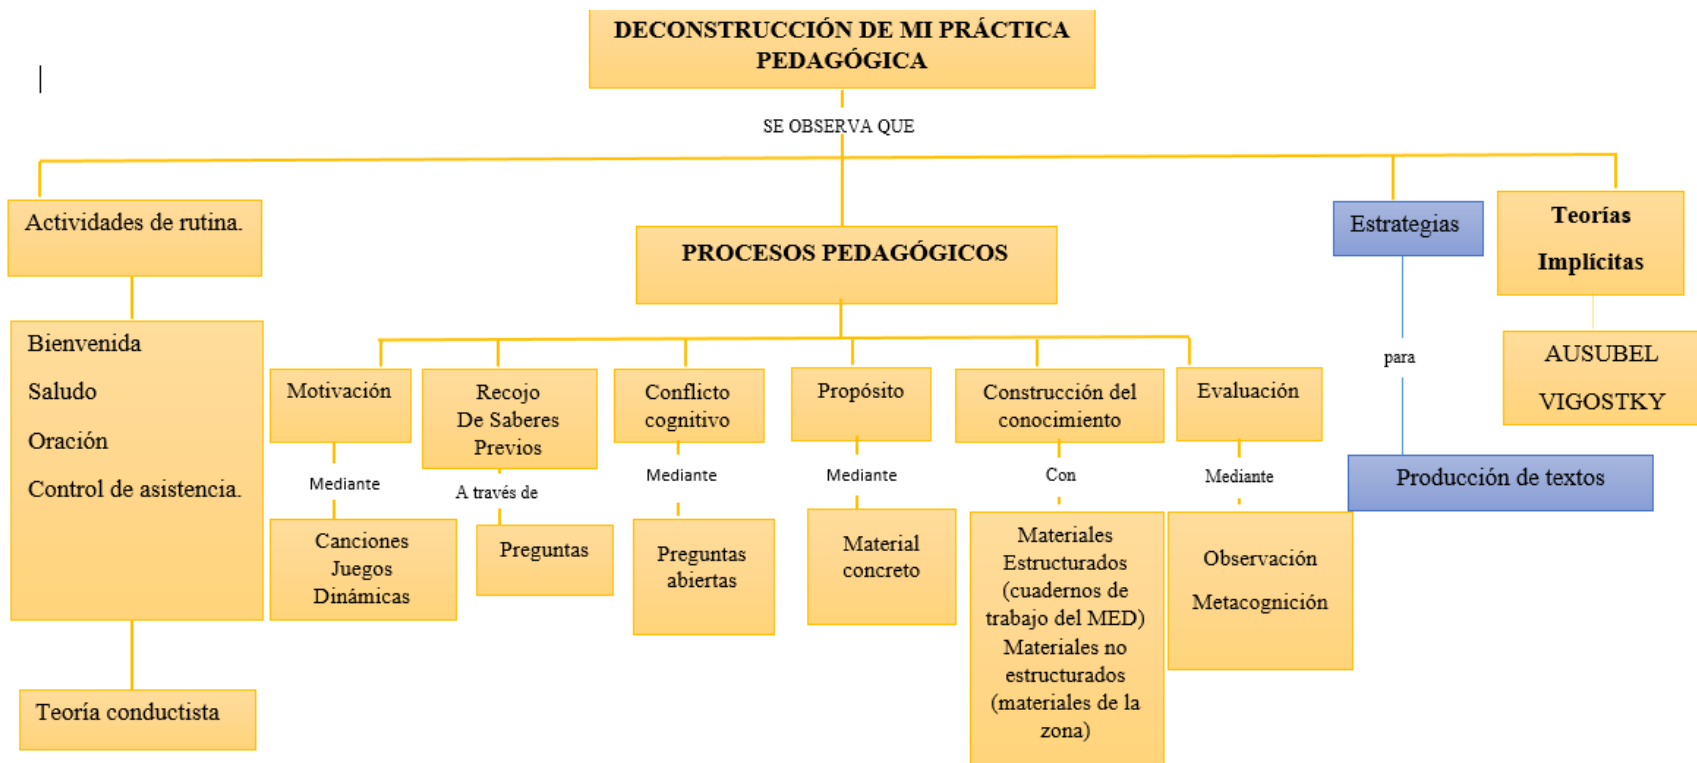 DECONSTRUCCIÓN DE MI PRÁCTICA
PEDAGÓGICA
SE OBSERVA QUE
Actividades de rutina.
Bienvenida
Saludo
Oración
Control de asistencia.
Teoría conductista
PROCESOS PEDAGÓGICOS
Motivación
Mediante
Canciones
Juegos
Dinámicas
Recojo
De Saberes
Previos
A través de
Preguntas
Conflicto
cognitivo
Mediante
Preguntas
abiertas
Propósito
Mediante
Material
concreto
Construcción del
conocimiento
Con
Materiales
Estructurados
(cuadernos de
trabajo del MED)
Materiales no
estructurados
(materiales de la
zona)
Evaluación
Mediante
Observación
Metacognición
Estrategias
para
Producción de textos
Teorías
Implícitas
AUSUBEL
VIGOSTKY